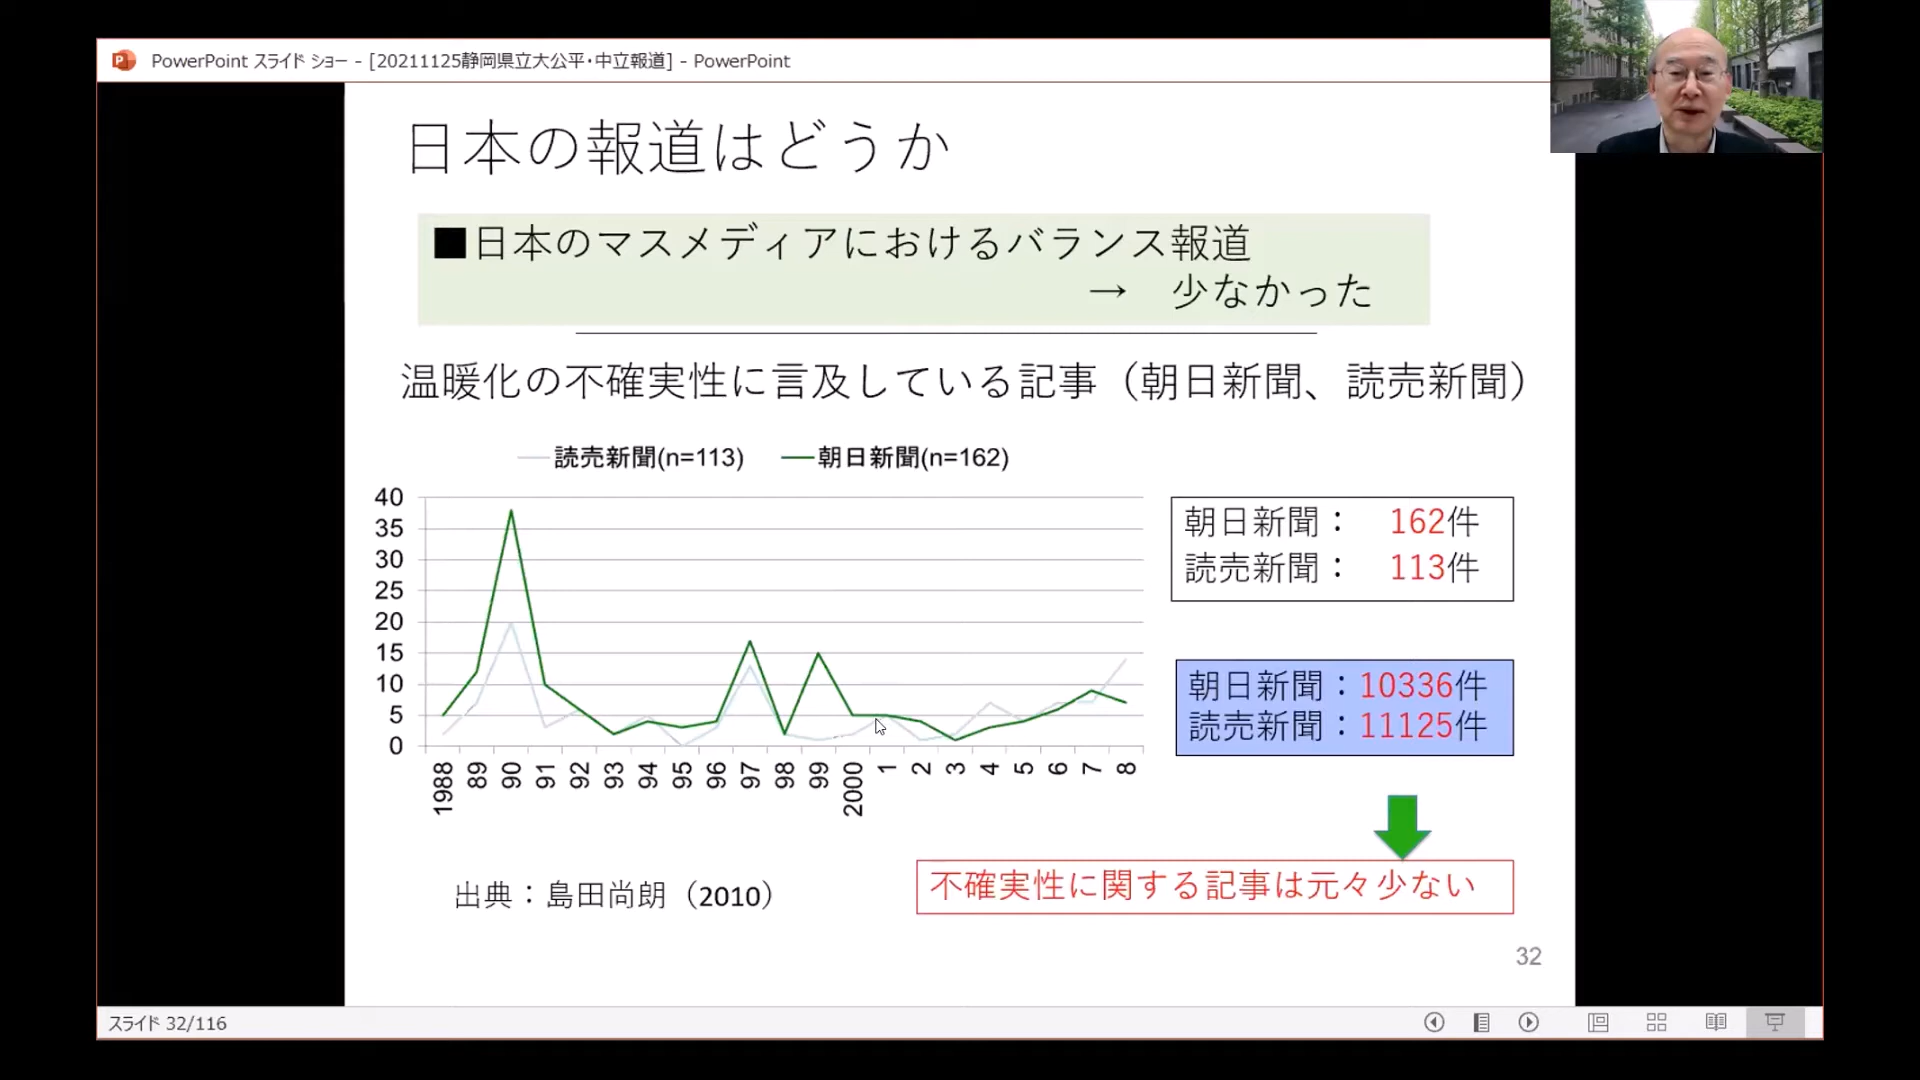 PowerPoint スライド ショー - [20211125静岡県立大公平・中立報道] - PowerPoint
日本の報道はどうか
■日本のマスメディアにおけるバランス報道
→　少なかった
温暖化の不確実性に言及している記事（朝日新聞、読売新聞）
読売新聞(n=113) 朝日新聞(n=162)
40
35
30
25
20
15
10
5
0
1988 89 90 91 92 93 94 95 96 97 98 99 2000 1 2 3 4 5 6 7 8
朝日新聞：　162件
読売新聞：　113件
朝日新聞：10336件
読売新聞：11125件
不確実性に関する記事は元々少ない
出典：島田尚朗（2010）
32
スライド 32/116